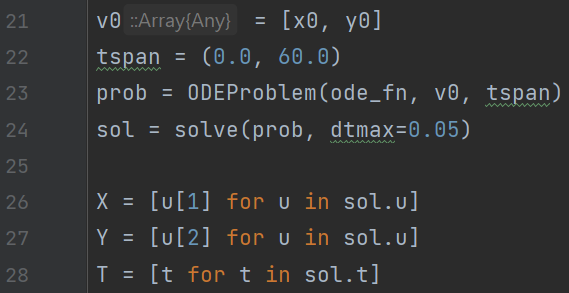 21 v0 ::Array{Any} = [x0, y0]
22 tspan = (0.0, 60.0)
23 prob = ODEProblem(ode_fn, v0, tspan)
24 sol = solve(prob, dtmax=0.05)
25
26 X = [u[1] for u in sol.u]
27 Y = [u[2] for u in sol.u]
28 T = [t for t in sol.t]